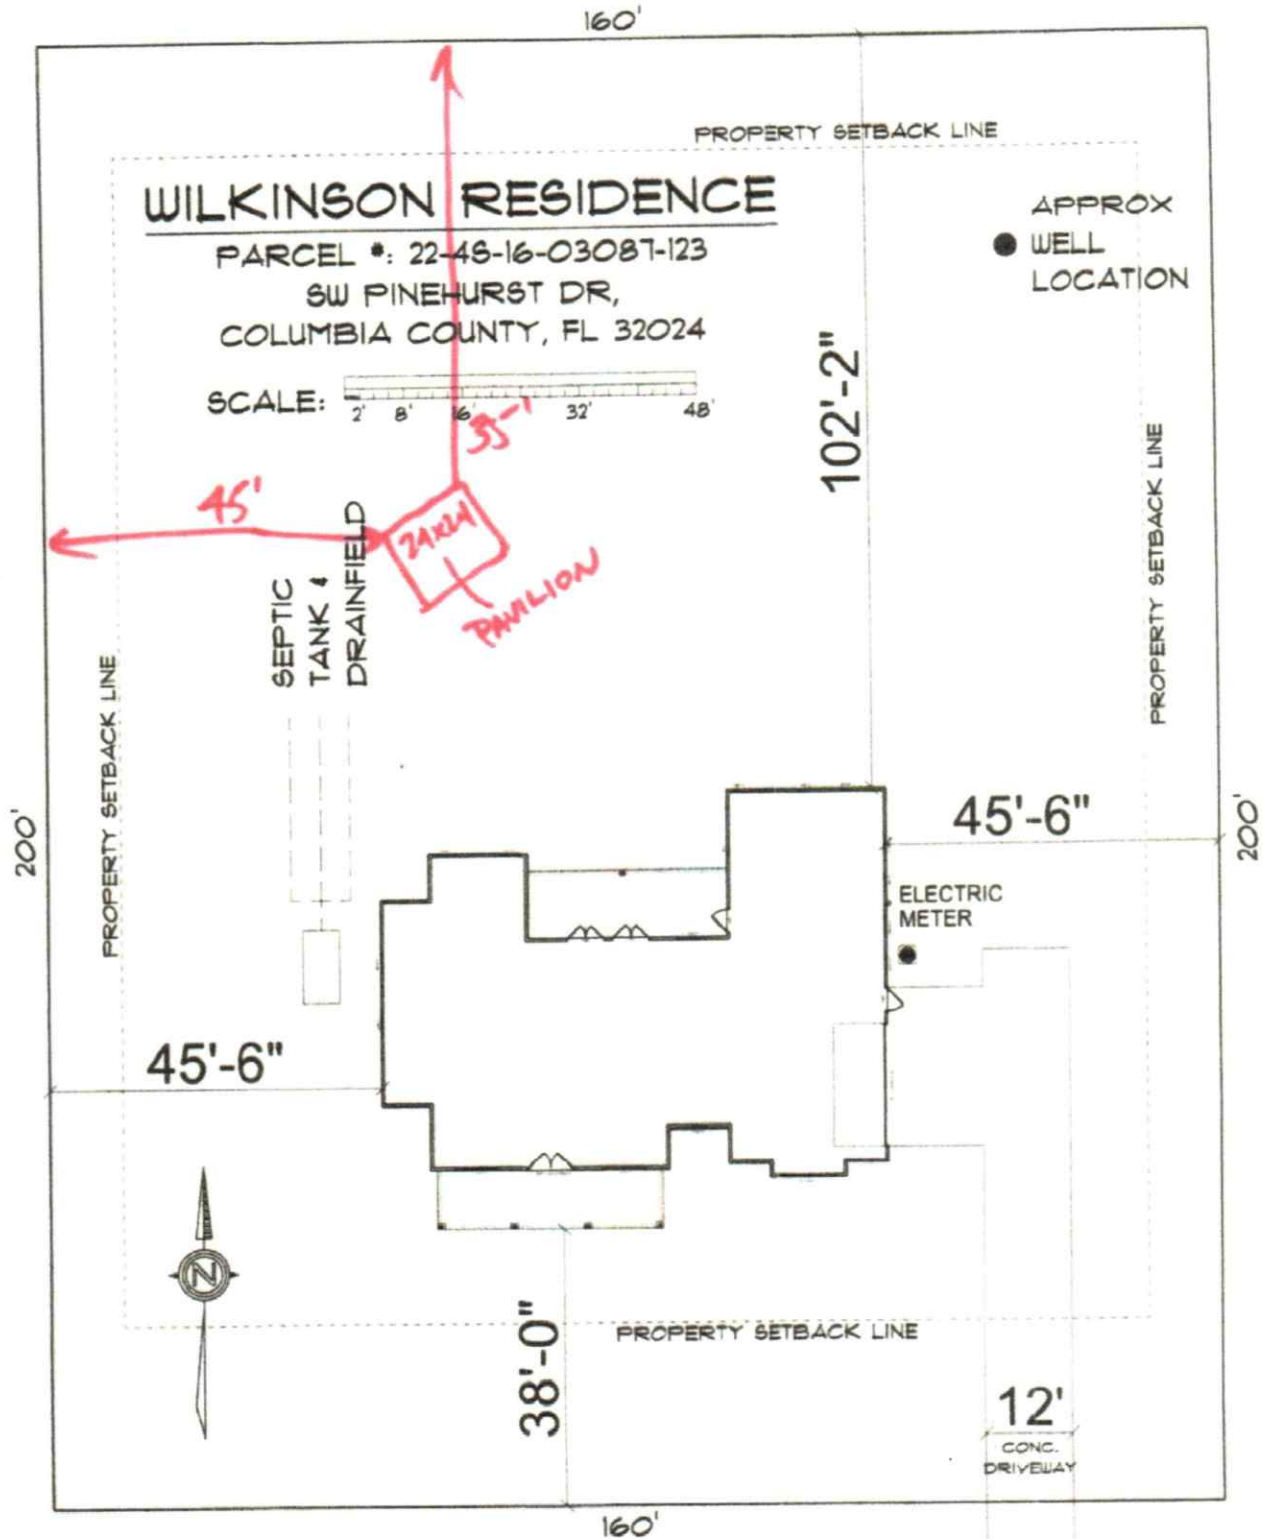 160'
PROPERTY SETBACK LINE
WILKINSON RESIDENCE
PARCEL #: 22-4S-16-03087-123
SW PINEHURST DR,
COLUMBIA COUNTY, FL 32024
APPROX
WELL
LOCATION
SCALE:
2' 8' 16' 32' 48'
35'
102'-2"
45'
24x24
PAVILION
SEPTIC
TANK &
DRAINFIELD
PROPERTY SETBACK LINE
PROPERTY SETBACK LINE
200'
200'
45'-6"
ELECTRIC
METER
45'-6"
N
38'-0"
PROPERTY SETBACK LINE
12'
CONC.
DRIVEWAY
160'